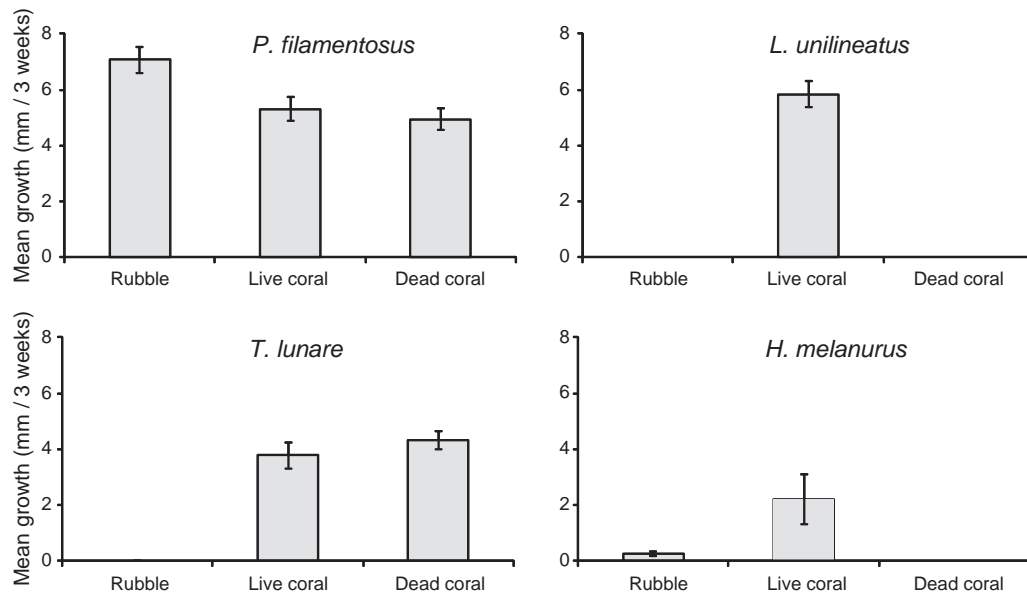 Mean growth (mm / 3 weeks)
8
6
4
2
0
P. filamentosus
Rubble Live coral Dead coral
8
6
4
2
0
L. unilineatus
Rubble Live coral Dead coral
Mean growth (mm / 3 weeks)
8
6
4
2
0
T. lunare
Rubble Live coral Dead coral
8
6
4
2
0
H. melanurus
Rubble Live coral Dead coral